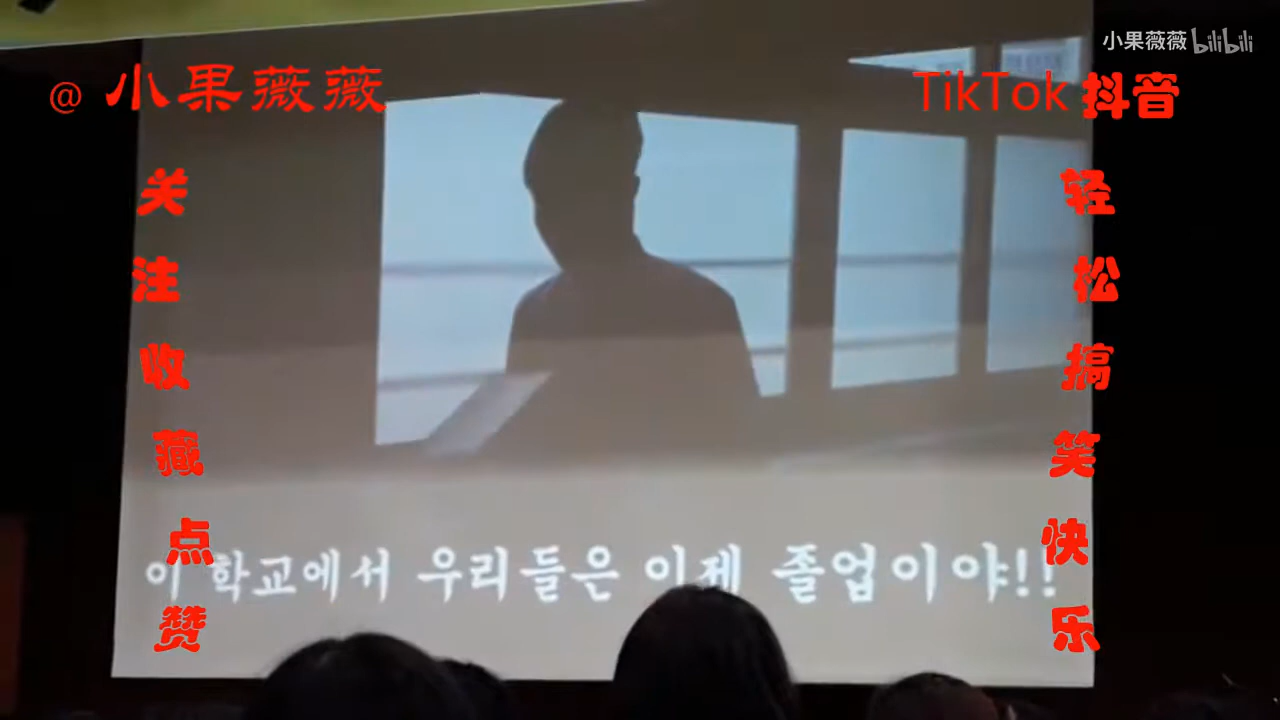 小果薇薇 bilibili
@ 小果薇薇
TikTok 抖音
关注收藏点赞
轻松搞笑快乐
이 학교에서 우리들은 이제 졸업이야!!